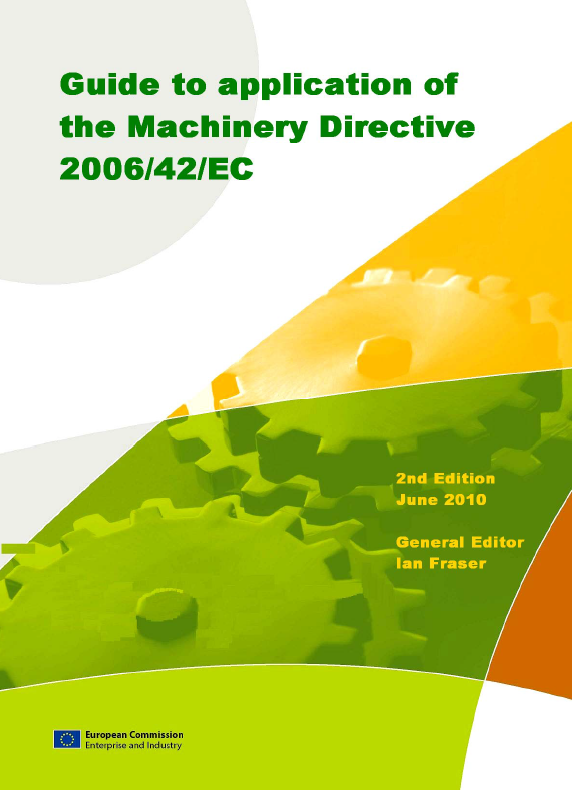 Guide to application of
the Machinery Directive
2006/42/EC
2nd Edition
June 2010
General Editor
Ian Fraser
European Commission
Enterprise and Industry